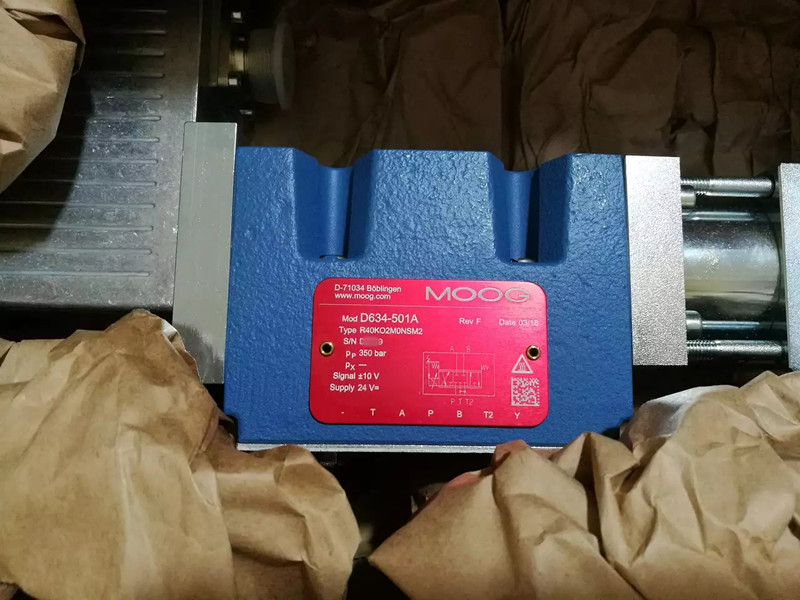 D-71034 Böblingen
www.moog.com
MOOG
Mod D634-501A
Rev F Date 03/18
Type R40KO2M0NSM2
S/N D
pP 350 bar
pX —
Signal ±10 V
Supply 24 V=
A B
P T T2
- T A P B T2 Y